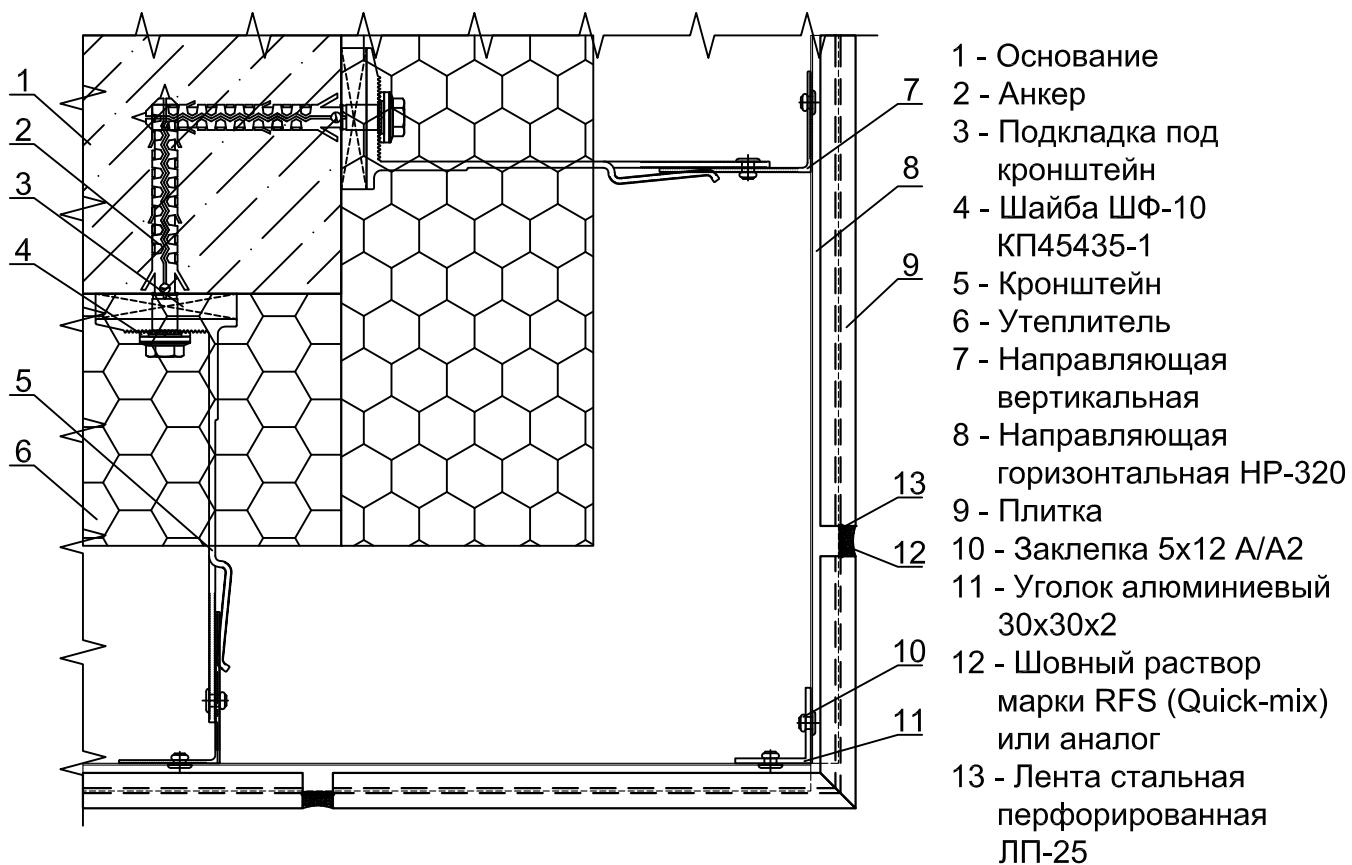 1
2
3
4
5
6
7
8
9
13
12
10
11
1 - Основание
2 - Анкер
3 - Подкладка под
кронштейн
4 - Шайба ШФ-10
КП45435-1
5 - Кронштейн
6 - Утеплитель
7 - Направляющая
вертикальная
8 - Направляющая
горизонтальная НР-320
9 - Плитка
10 - Заклепка 5х12 А/А2
11 - Уголок алюминиевый
30х30х2
12 - Шовный раствор
марки RFS (Quick-mix)
или аналог
13 - Лента стальная
перфорированная
ЛП-25